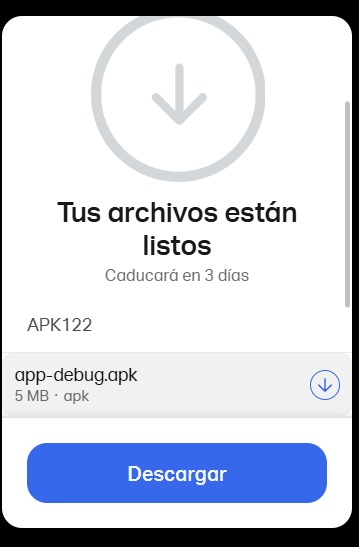 Tus archivos están
listos
Caducará en 3 días
APK122
app-debug.apk
5 MB · apk
Descargar